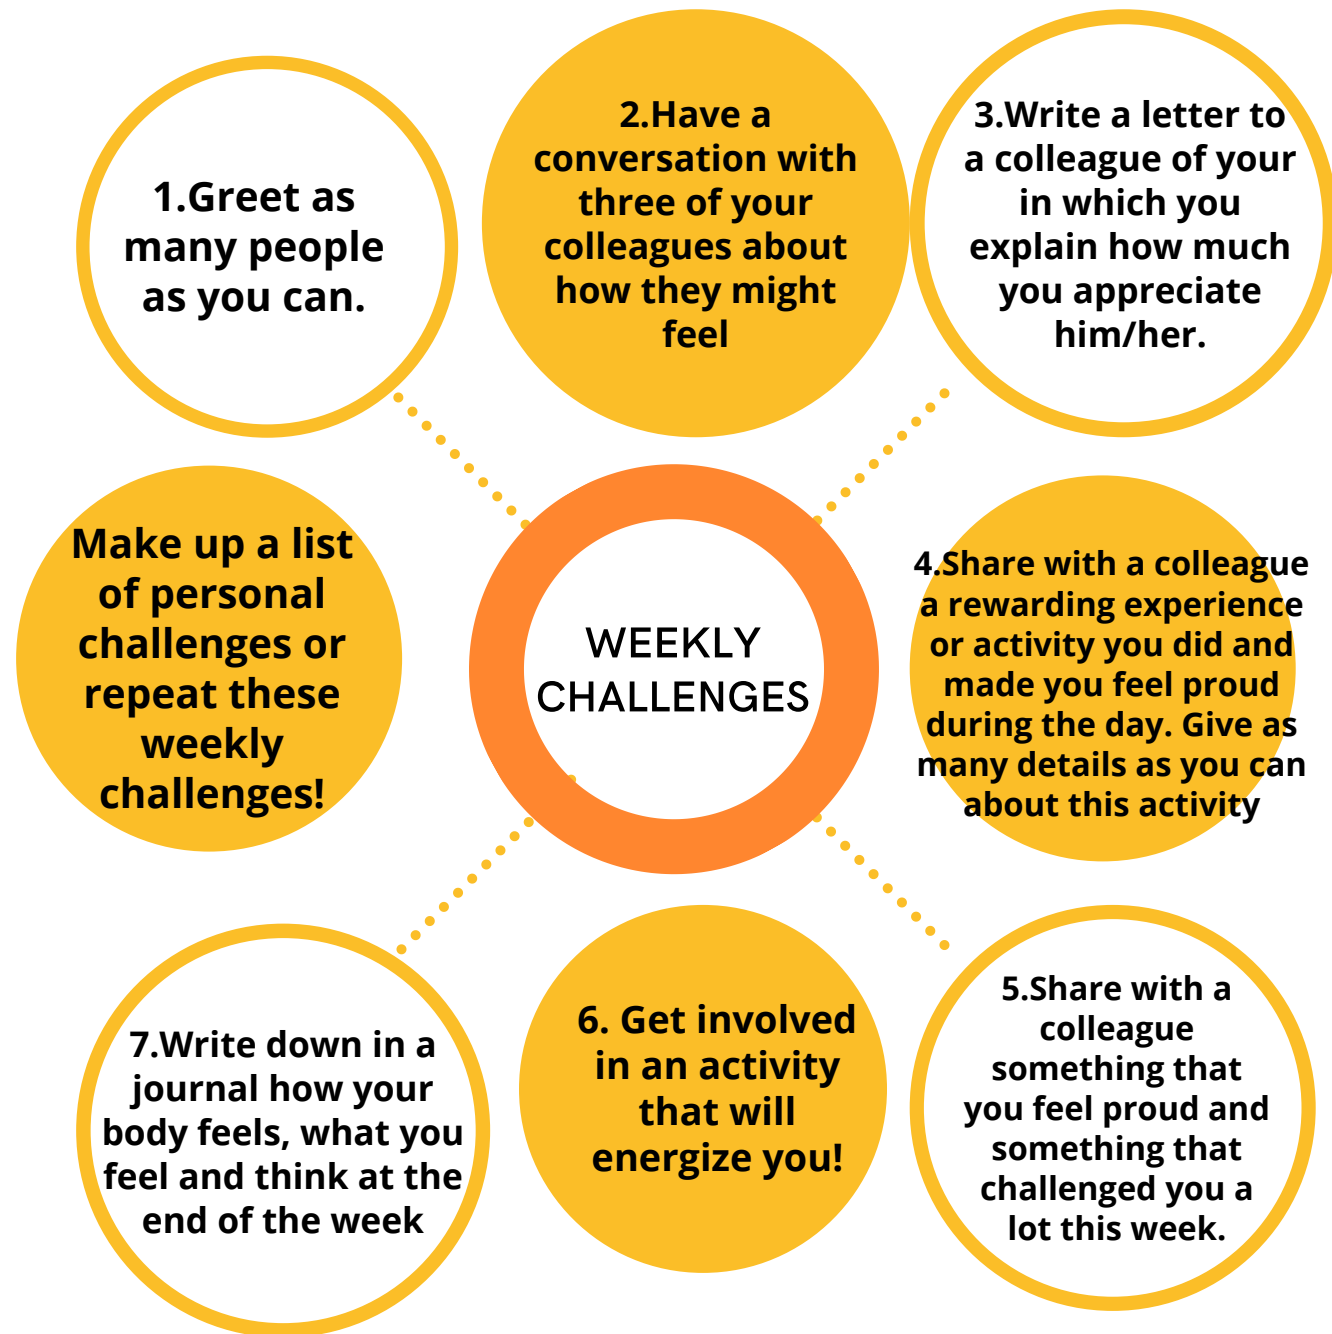 1.Greet as
many people
as you can.
2.Have a
conversation with
three of your
colleagues about
how they might
feel
3.Write a letter to
a colleague of your
in which you
explain how much
you appreciate
him/her.
Make up a list
of personal
challenges or
repeat these
weekly
challenges!
WEEKLY
CHALLENGES
4.Share with a colleague
a rewarding experience
or activity you did and
made you feel proud
during the day. Give as
many details as you can
about this activity
7.Write down in a
journal how your
body feels, what you
feel and think at the
end of the week
6. Get involved
in an activity
that will
energize you!
5.Share with a
colleague
something that
you feel proud and
something that
challenged you a
lot this week.